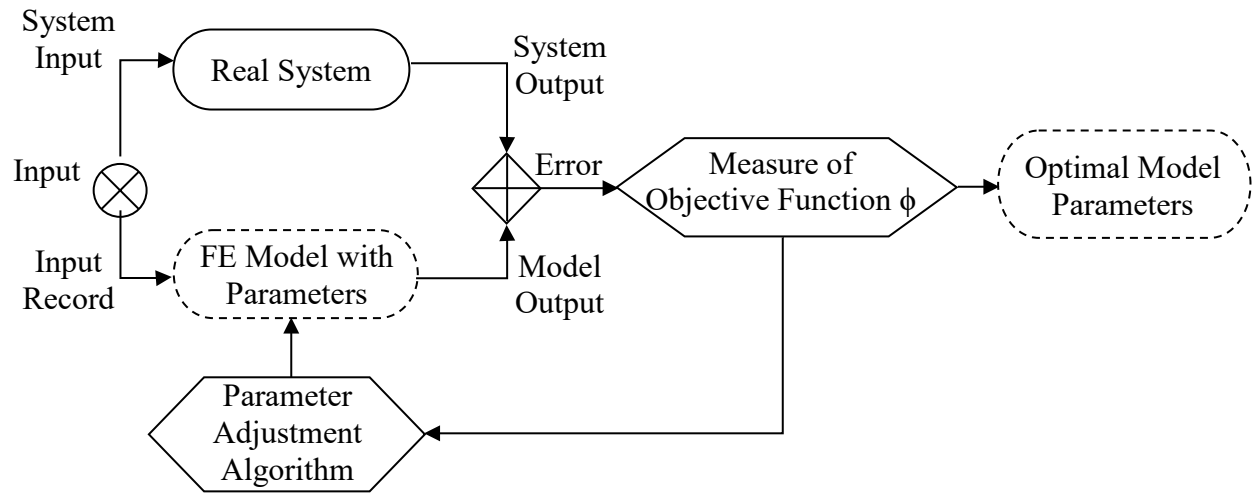 System
Input
Real System
System
Output
Input
Error
Measure of
Objective Function ϕ
Optimal Model
Parameters
Input
Record
FE Model with
Parameters
Model
Output
Parameter
Adjustment
Algorithm